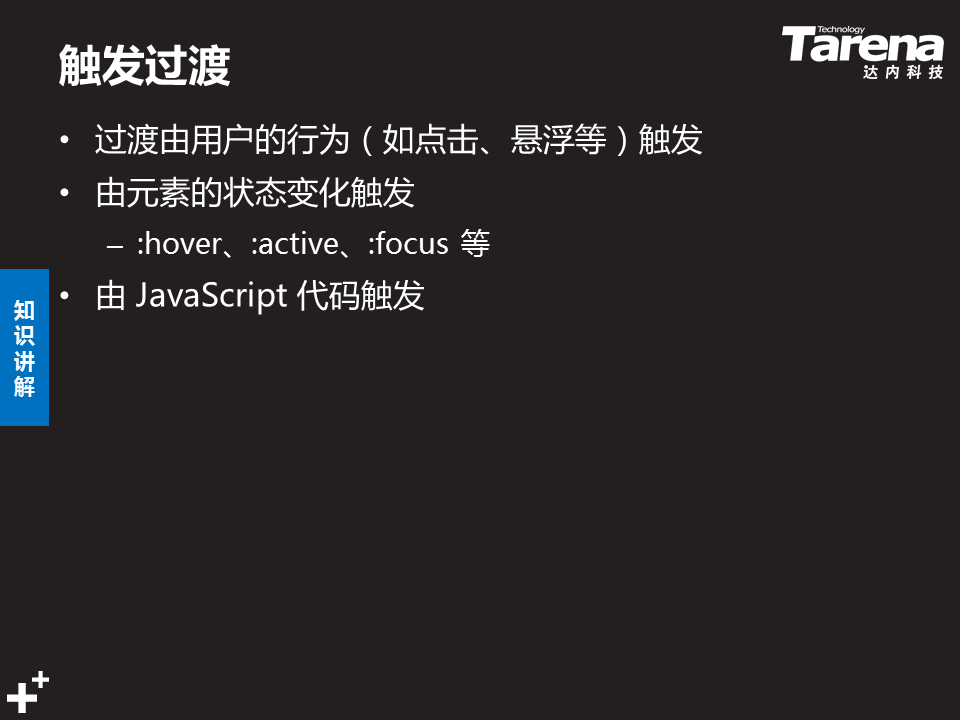 触发过渡
Technology
Tarena
达内科技
• 过渡由用户的行为（如点击、悬浮等）触发
• 由元素的状态变化触发
– :hover、:active、:focus 等
• 由 JavaScript 代码触发
知
识
讲
解